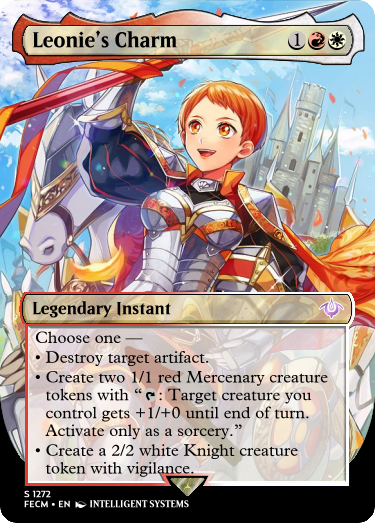 Leonie's Charm 1
Legendary Instant
Choose one —
• Destroy target artifact.
• Create two 1/1 red Mercenary creature
tokens with “: Target creature you
control gets +1/+0 until end of turn.
Activate only as a sorcery.”
• Create a 2/2 white Knight creature
token with vigilance.
S 1272
FECM • EN INTELLIGENT SYSTEMS